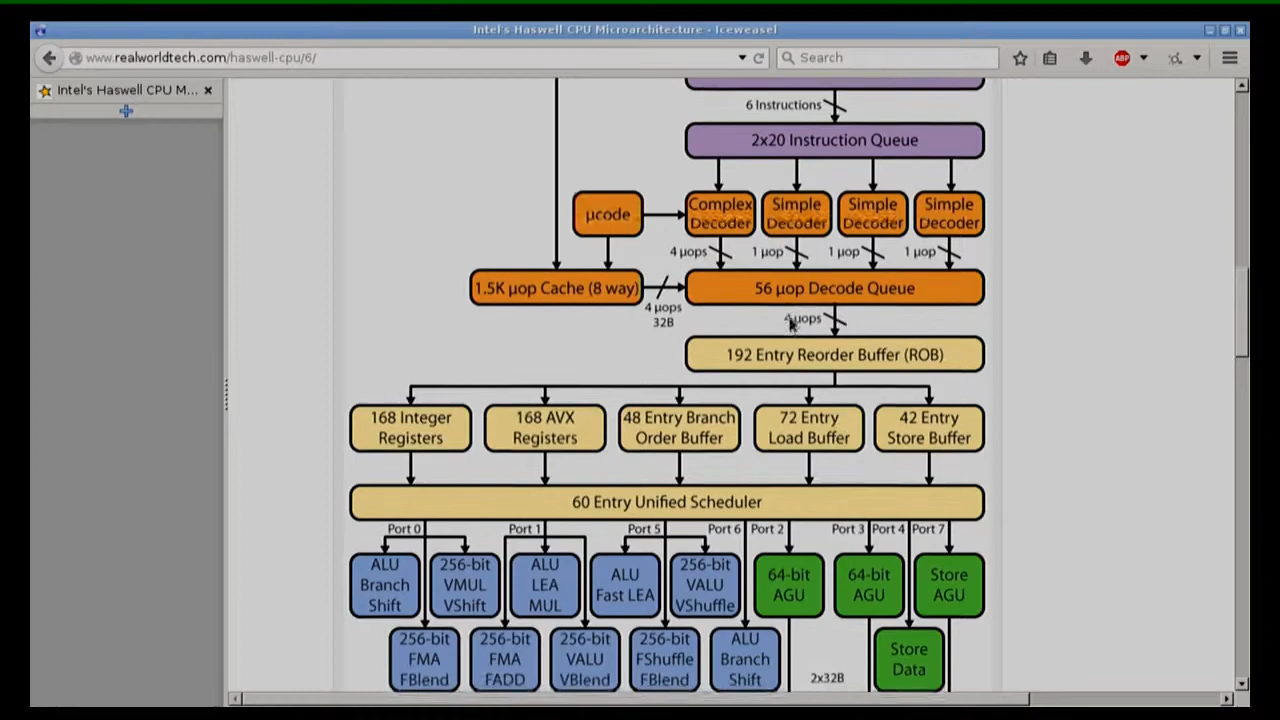 Intel's Haswell CPU Microarchitecture - Iceweasel
www.realworldtech.com/haswell-cpu/6/
Search
ABP
Intel's Haswell CPU M...
6 Instructions
2x20 Instruction Queue
µcode
Complex
Decoder
Simple
Decoder
Simple
Decoder
Simple
Decoder
4 µops
1 µop
1 µop
1 µop
1.5K µop Cache (8 way)
4 µops
32B
56 µop Decode Queue
4 µops
192 Entry Reorder Buffer (ROB)
168 Integer
Registers
168 AVX
Registers
48 Entry Branch
Order Buffer
72 Entry
Load Buffer
42 Entry
Store Buffer
60 Entry Unified Scheduler
Port 0
Port 1
Port 5
Port 6
Port 2
Port 3
Port 4
Port 7
ALU
Branch
Shift
256-bit
VMUL
VShift
ALU
LEA
MUL
ALU
Fast LEA
256-bit
VALU
VShuffle
64-bit
AGU
64-bit
AGU
Store
AGU
256-bit
FMA
FBlend
256-bit
FMA
FADD
256-bit
VALU
VBlend
256-bit
FShuffle
FBlend
ALU
Branch
Shift
2x32B
Store
Data